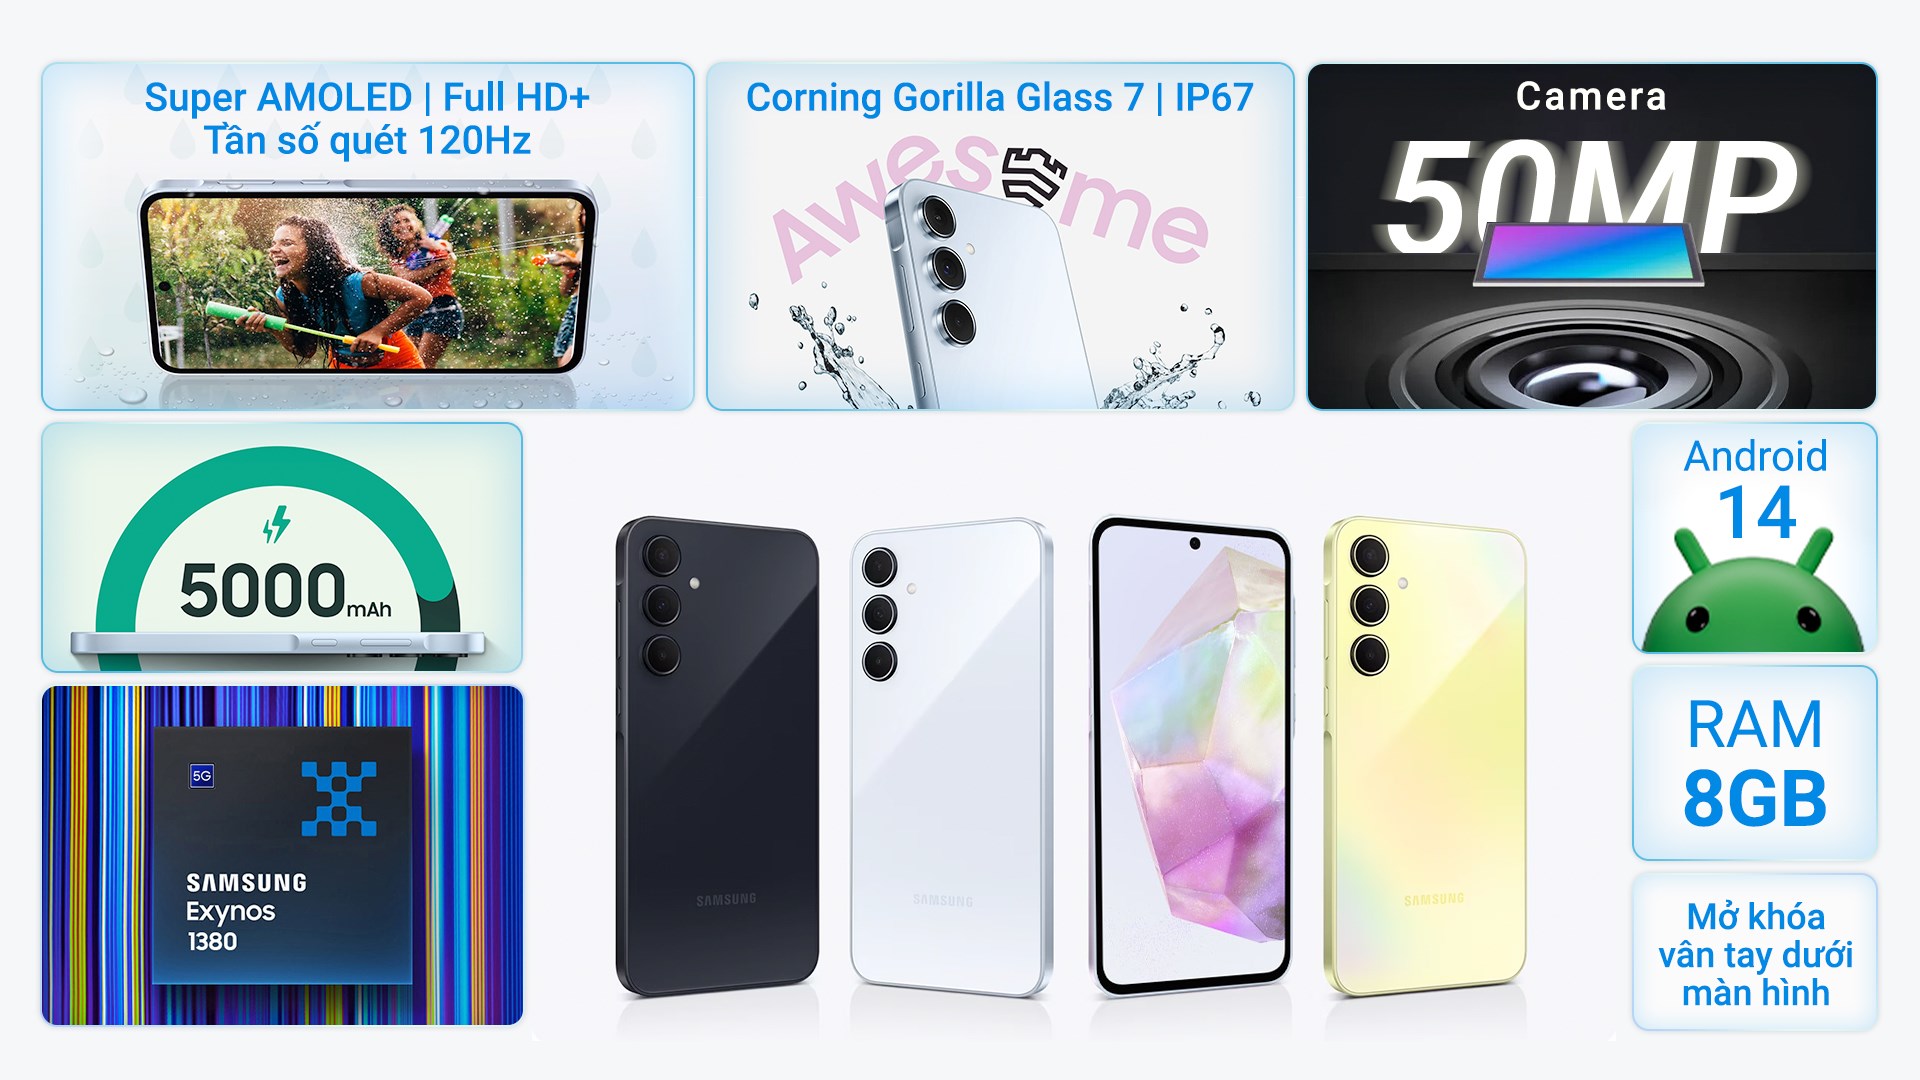 Super AMOLED | Full HD+
Tần số quét 120Hz
Corning Gorilla Glass 7 | IP67
Awesome
Camera
50MP
5000mAh
Android
14
5G
SAMSUNG
Exynos
1380
SAMSUNG
SAMSUNG
SAMSUNG
RAM
8GB
Mở khóa
vân tay dưới
màn hình